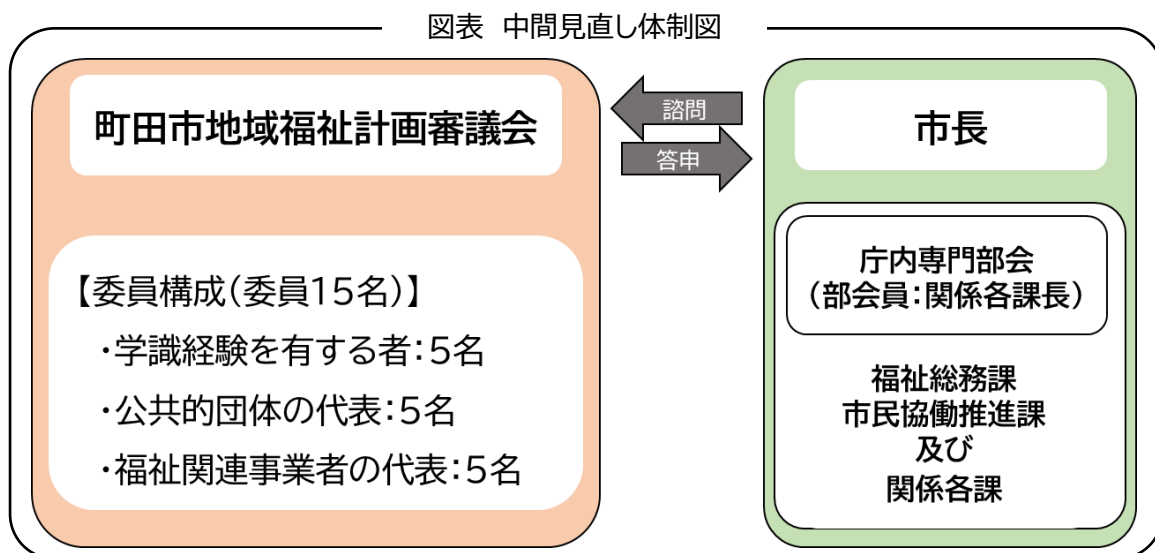 図表 中間見直し体制図
町田市地域福祉計画審議会
諮問
答申
市長
【委員構成(委員15名)】
・学識経験を有する者:5名
・公共的団体の代表:5名
・福祉関連事業者の代表:5名
庁内専門部会
(部会員:関係各課長)
福祉総務課
市民協働推進課
及び
関係各課